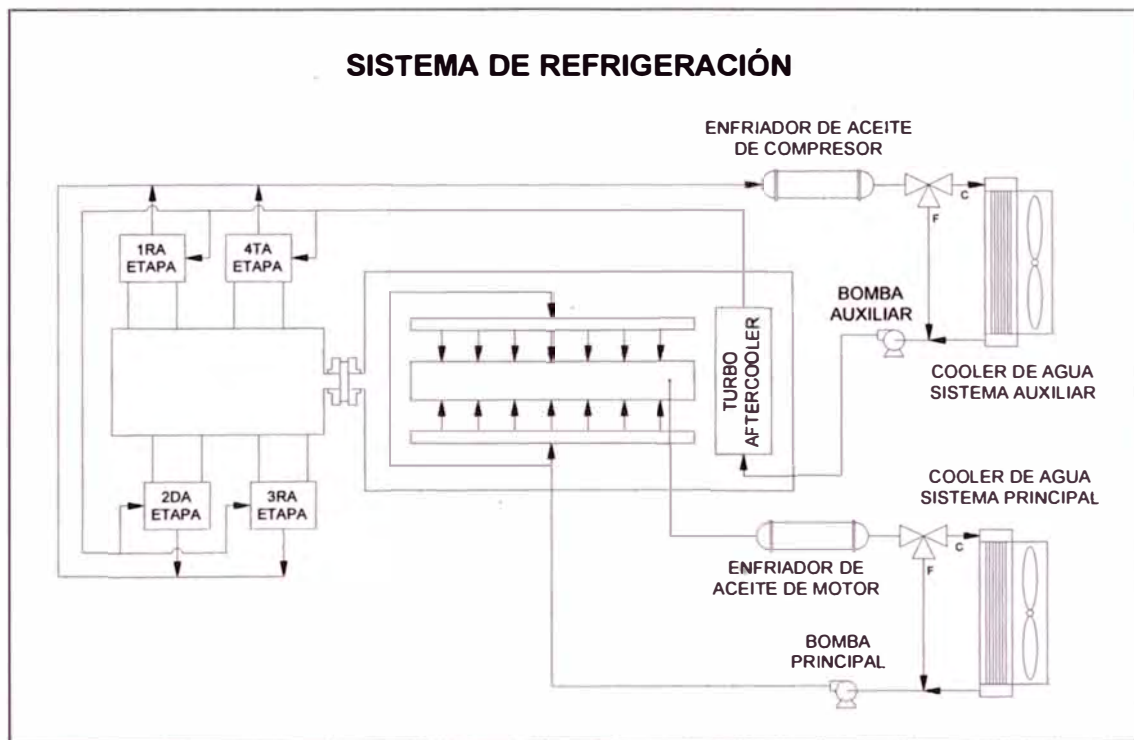 SISTEMA DE REFRIGERACIÓN
ENFRIADOR DE ACEITE
DE COMPRESOR
C
F
1RA
ETAPA
4TA
ETAPA
BOMBA
AUXILIAR
TURBO
AFTERCOOLER
COOLER DE AGUA
SISTEMA AUXILIAR
COOLER DE AGUA
SISTEMA PRINCIPAL
2DA
ETAPA
3RA
ETAPA
C
F
ENFRIADOR DE
ACEITE DE MOTOR
BOMBA
PRINCIPAL